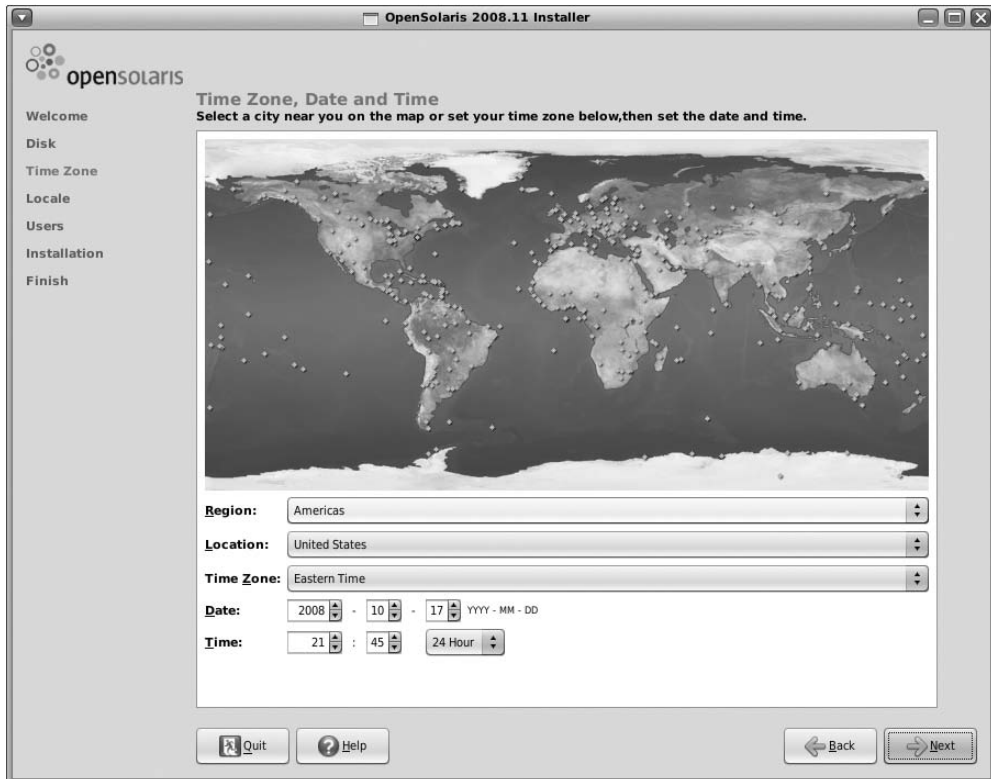 OpenSolaris 2008.11 Installer
opensolaris
Welcome
Disk
Time Zone
Locale
Users
Installation
Finish
Time Zone, Date and Time
Select a city near you on the map or set your time zone below,then set the date and time.
Region: Americas
Location: United States
Time Zone: Eastern Time
Date: 2008 - 10 - 17 YYYY - MM - DD
Time: 21 : 45 24 Hour
Quit Help Back Next